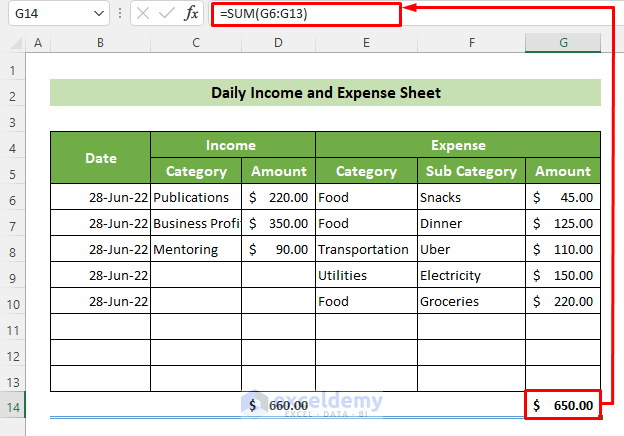 G14 fx =SUM(G6:G13)
A B C D E F G
1
2 Daily Income and Expense Sheet
3
4 Date Income Expense
5 Category Amount Category Sub Category Amount
6 28-Jun-22 Publications $ 220.00 Food Snacks $ 45.00
7 28-Jun-22 Business Profi $ 350.00 Food Dinner $ 125.00
8 28-Jun-22 Mentoring $ 90.00 Transportation Uber $ 110.00
9 28-Jun-22 Utilities Electricity $ 150.00
10 28-Jun-22 Food Groceries $ 220.00
11
12
13
14 $ 660.00 $ 650.00
exceldemy
EXCEL - DATA - BI